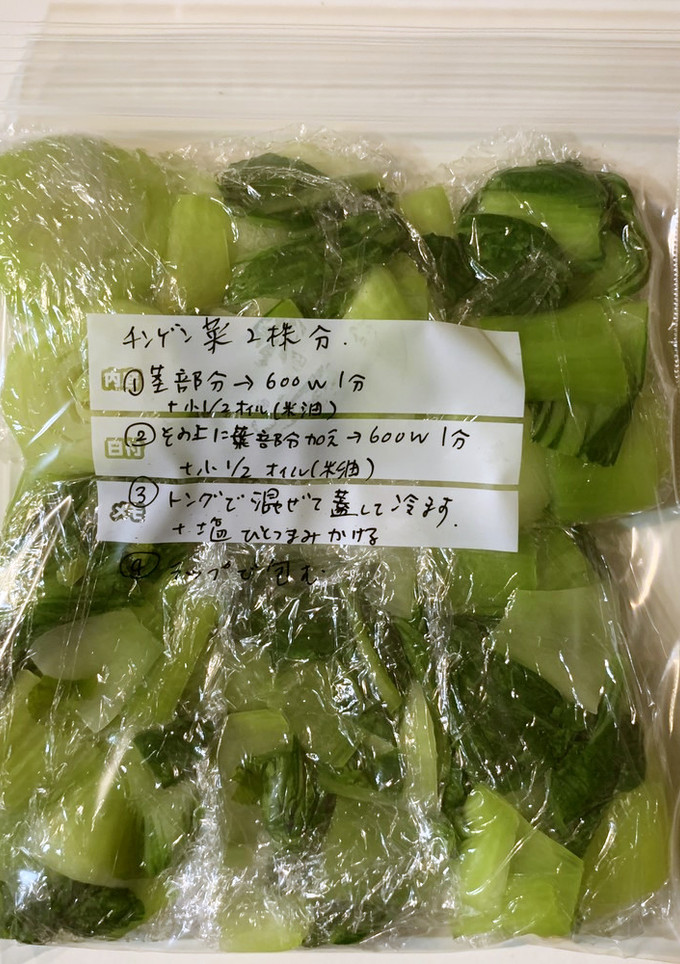 チンゲン菜2株分.
①茎部分→600W 1分
+小1/2オイル(米油)
②その上に葉部分加え→600W 1分
+小1/2 オイル(米油)
③トングで混ぜて蓋して冷ます.
メモ
+塩ひとつまみかける
④ラップで包む